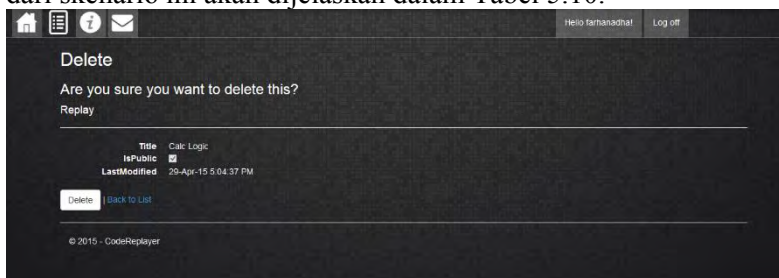 dari skenario ini akan dijelaskan dalam Tabel 5.10.
Hello farhanadha! Log off
Delete
Are you sure you want to delete this?
Replay
Title Calc Logic
IsPublic
LastModified 29-Apr-15 5:04:37 PM
Delete | Back to List
© 2015 - CodeReplayer